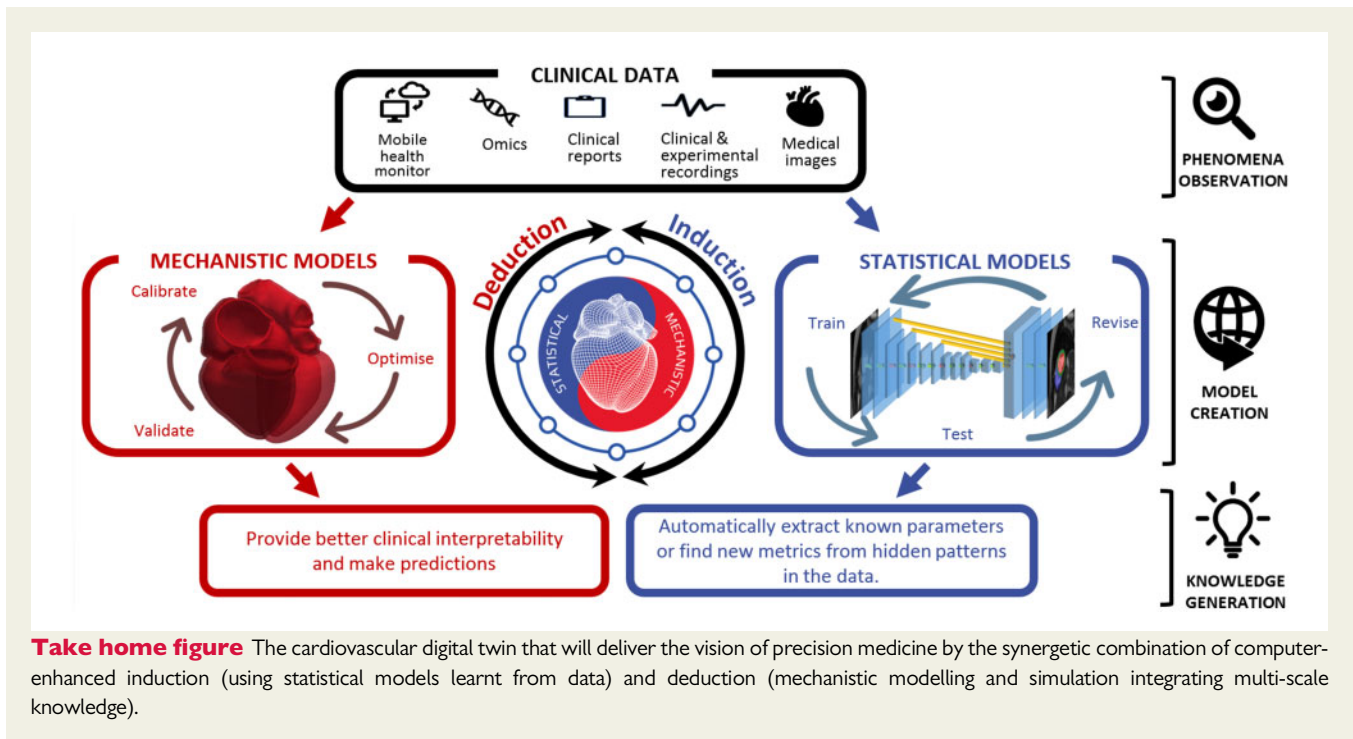 CLINICAL DATA
Mobile
health
monitor
Omics
Clinical
reports
Clinical &
experimental
recordings
Medical
images
PHENOMENA
OBSERVATION
MECHANISTIC MODELS
Calibrate
Optimise
Validate
Deduction
Induction
STATISTICAL
MECHANISTIC
STATISTICAL MODELS
Train
Revise
Test
MODEL
CREATION
Provide better clinical interpretability
and make predictions
Automatically extract known parameters
or find new metrics from hidden patterns
in the data.
KNOWLEDGE
GENERATION
Take home figure The cardiovascular digital twin that will deliver the vision of precision medicine by the synergetic combination of computer-
enhanced induction (using statistical models learnt from data) and deduction (mechanistic modelling and simulation integrating multi-scale
knowledge).